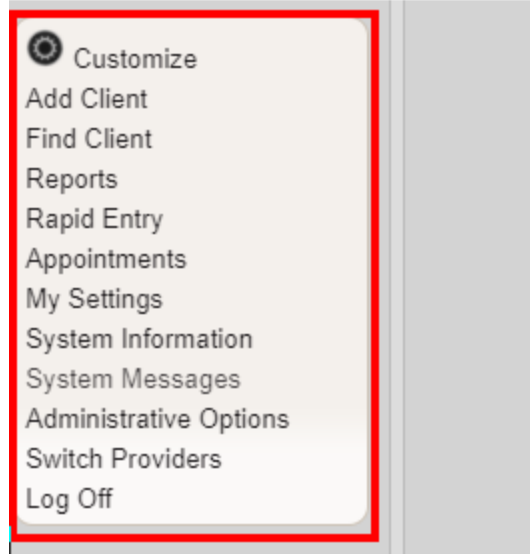 Customize
Add Client
Find Client
Reports
Rapid Entry
Appointments
My Settings
System Information
System Messages
Administrative Options
Switch Providers
Log Off